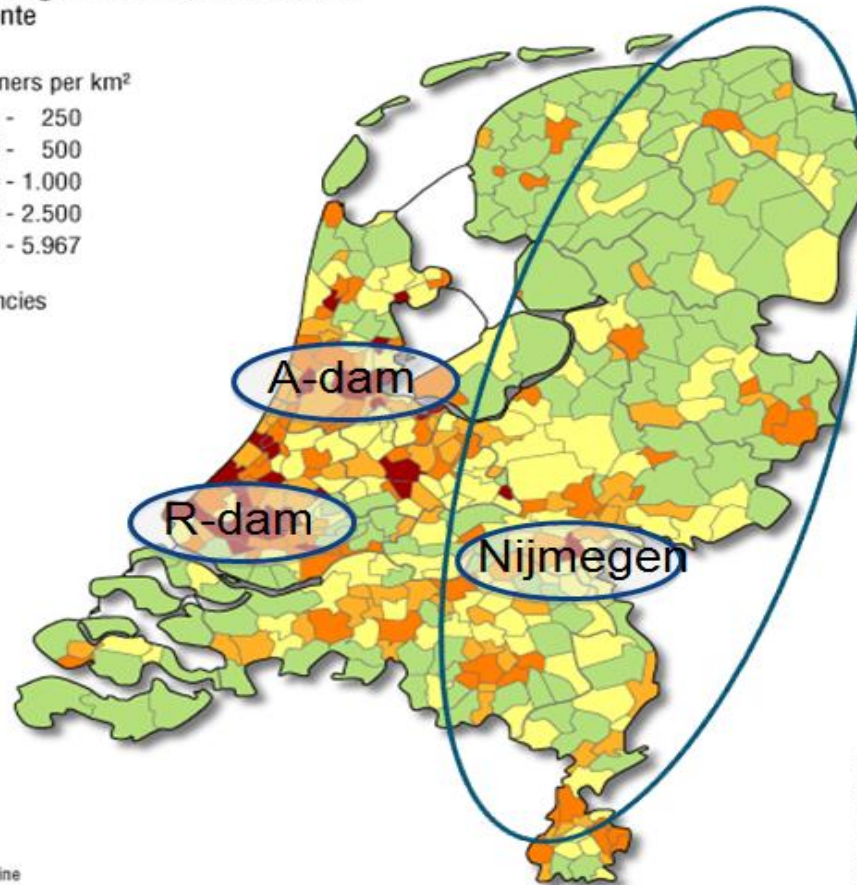 nte
ners per km²
- 250
- 500
- 1.000
- 2.500
- 5.967
ncies
A-dam
R-dam
Nijmegen
ine